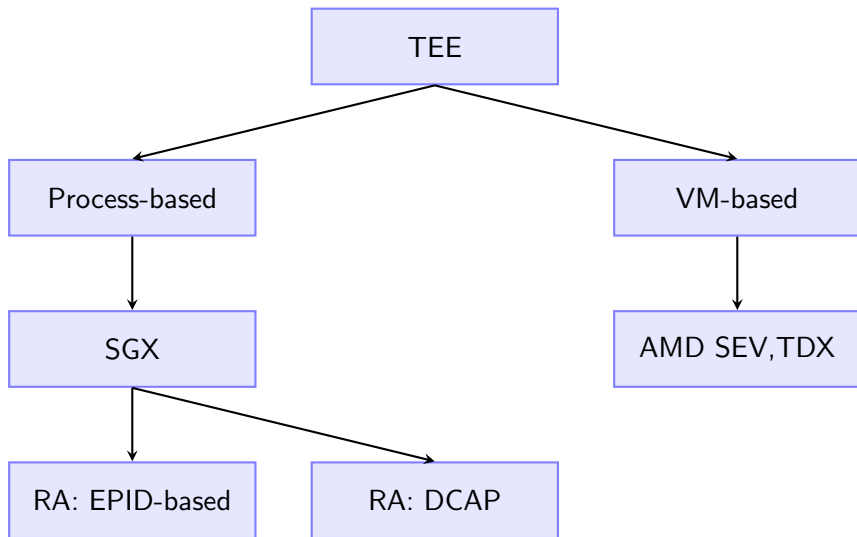 TEE
Process-based
VM-based
SGX
AMD SEV,TDX
RA: EPID-based
RA: DCAP